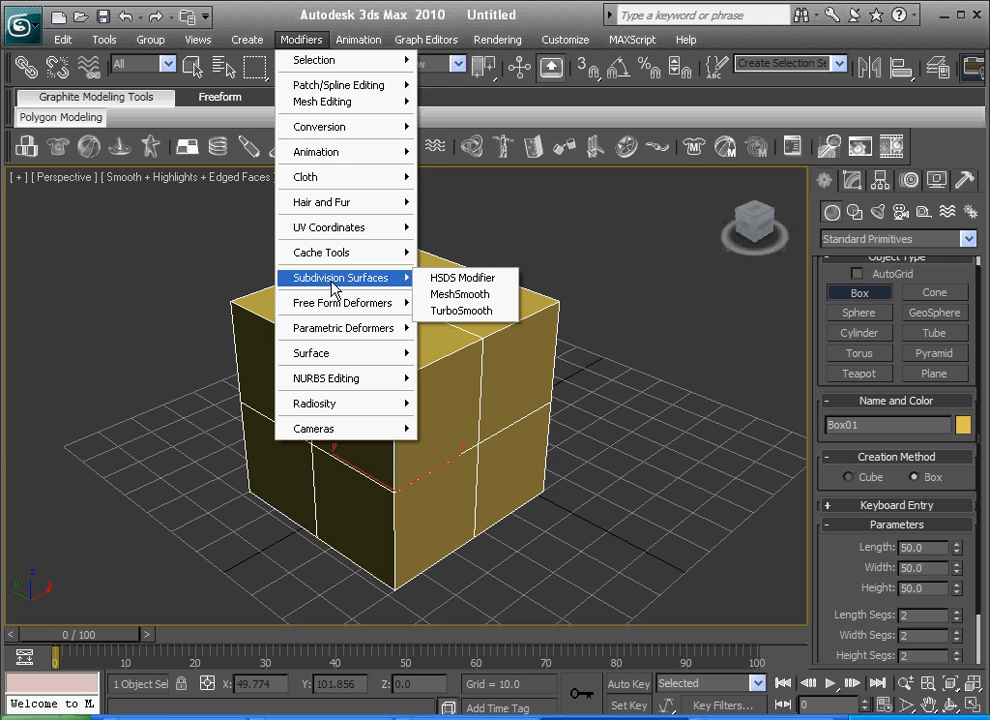 Autodesk 3ds Max 2010 Untitled
Type a keyword or phrase
Edit Tools Group Views Create Modifiers Animation Graph Editors Rendering Customize MAXScript Help
All
Create Selection Se
Graphite Modeling Tools Freeform
Polygon Modeling
[ + ] [ Perspective ] [ Smooth + Highlights + Edged Faces
Selection
Patch/Spline Editing
Mesh Editing
Conversion
Animation
Cloth
Hair and Fur
UV Coordinates
Cache Tools
Subdivision Surfaces
Free Form Deformers
Parametric Deformers
Surface
NURBS Editing
Radiosity
Cameras
HSDS Modifier
MeshSmooth
TurboSmooth
Standard Primitives
Object Type
AutoGrid
Box Cone
Sphere GeoSphere
Cylinder Tube
Torus Pyramid
Teapot Plane
- Name and Color
Box01
- Creation Method
Cube Box
+ Keyboard Entry
- Parameters
Length: 50.0
Width: 50.0
Height: 50.0
Length Segs: 2
Width Segs: 2
Height Segs: 2
z
y
x
y
x
< 0 / 100 >
0 10 20 30 40 50 60 70 80 90 100
1 Object Sel X: 49.774 Y: 101.856 Z: 0.0 Grid = 10.0 Auto Key Selected
Welcome to M Add Time Tag Set Key Key Filters... 0